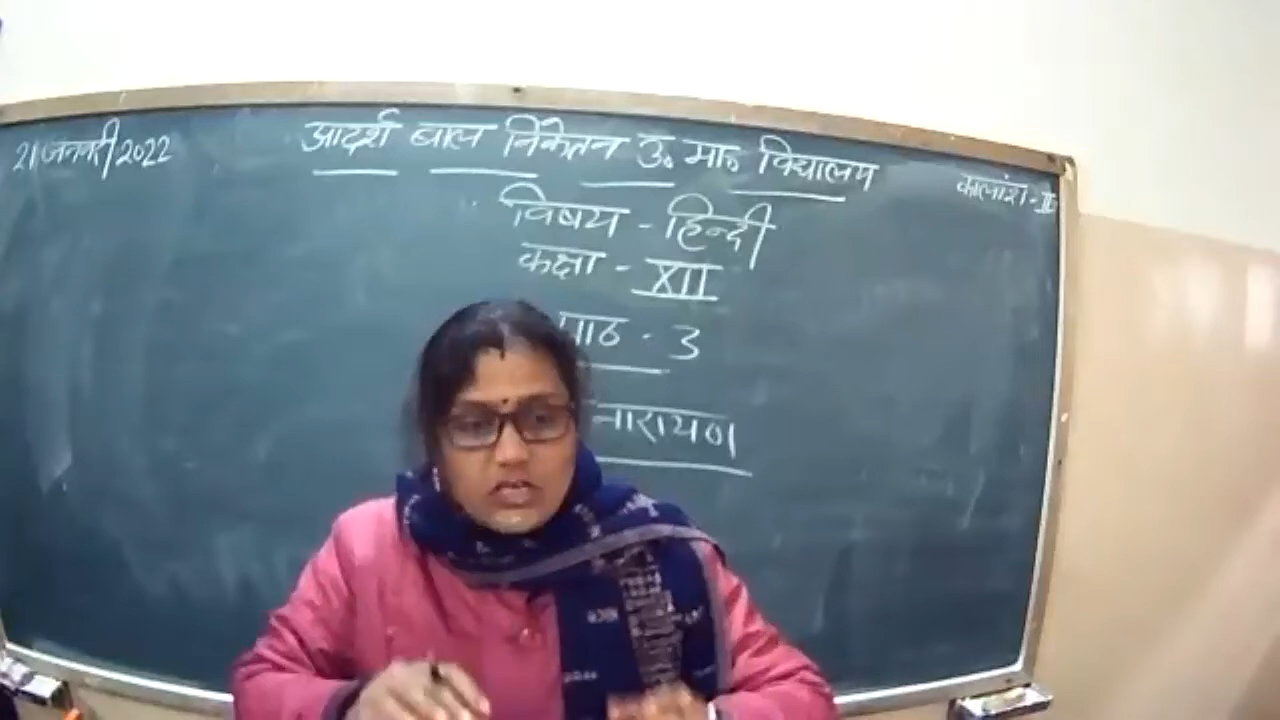 21 जनवरी 2022
आदर्श बाल निकेतन उ० मा० विद्यालय
कालांश - II
विषय - हिन्दी
कक्षा - XII
पाठ - 3
नारायण